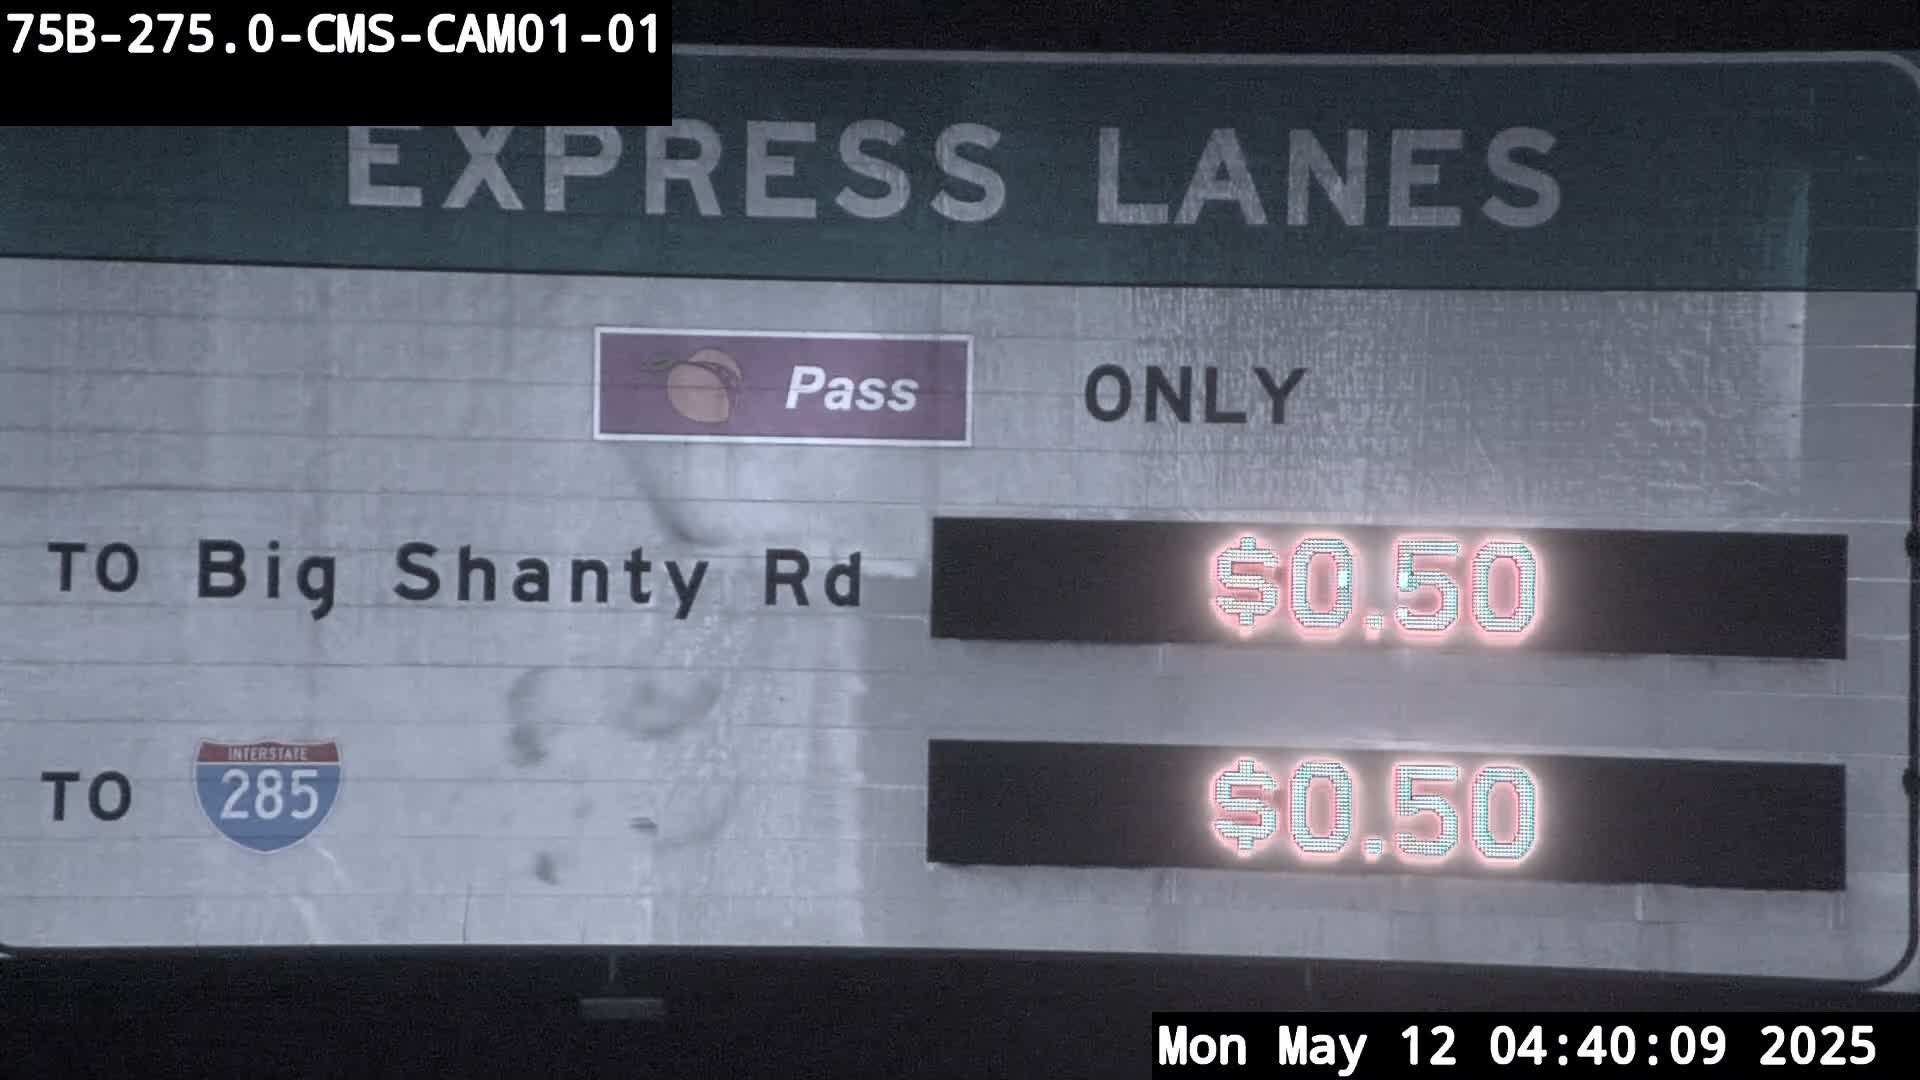 75B-275.0-CMS-CAM01-01
EXPRESS LANES
Pass ONLY
TO Big Shanty Rd $0.50
INTERSTATE
TO 285 $0.50
Mon May 12 04:40:09 2025